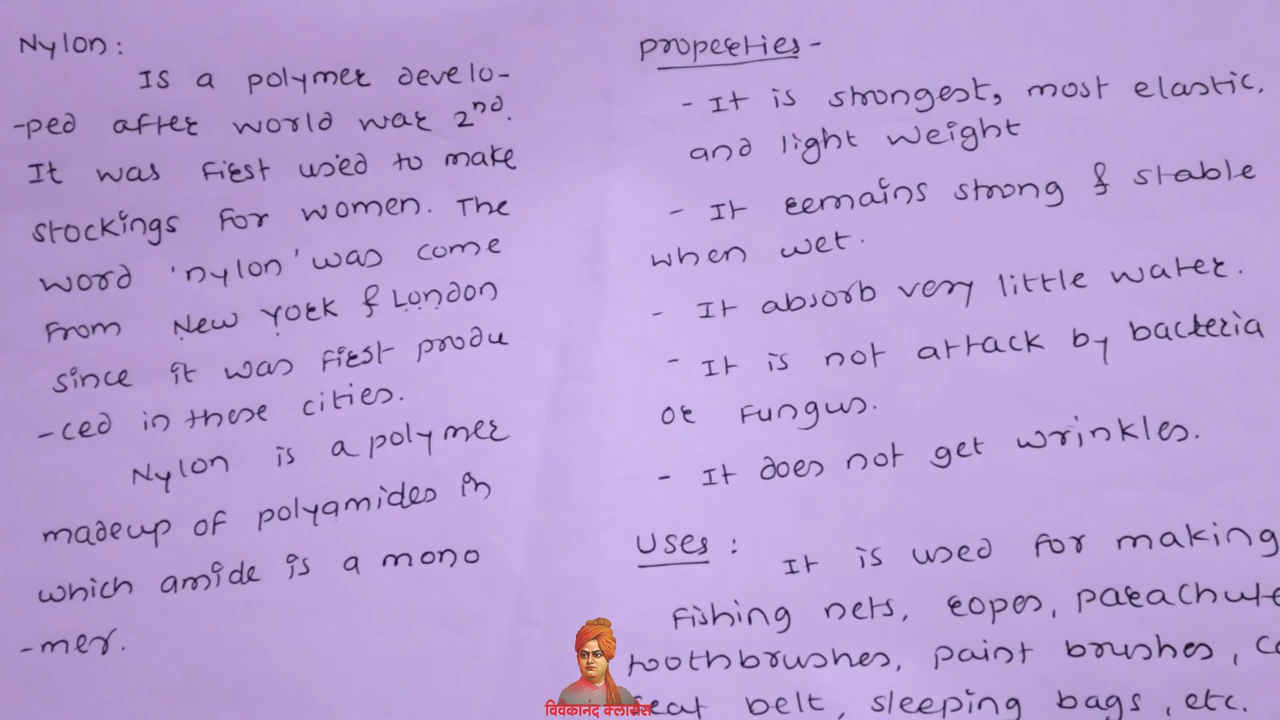 Nylon:
Is a polymer develo-
-ped after world war 2nd.
It was first used to make
stockings for women. The
word 'nylon' was come
from New York & London
since it was first produ
-ced in these cities.
Nylon is a polymer
madeup of polyamides in
which amide is a mono
-mer.
properties -
- It is strongest, most elastic,
and light weight
- It remains strong & stable
when wet.
- It absorb very little water.
- It is not attack by bacteria
or fungus.
- It does not get wrinkles.
Uses :
It is used for making
fishing nets, ropes, parachute
toothbrushes, paint brushes,
seat belt, sleeping bags, etc.
विवेकानंद क्लासेस